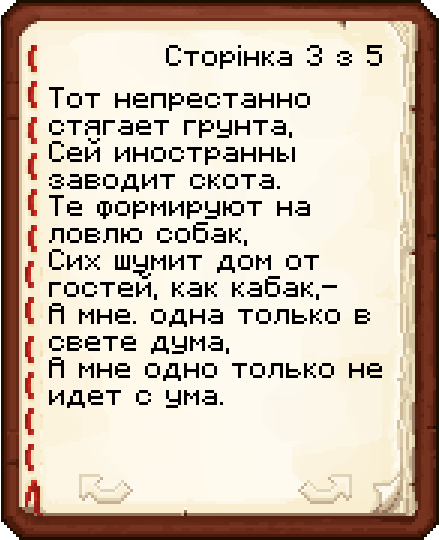 Сторінка 3 з 5
Тот непрестанно
стягает грунта,
Сей иностранны
заводит скота.
Те формируют на
ловлю собак,
Сих шумит дом от
гостей, как кабак,–
А мне. одна только в
свете дума,
А мне одно только не
идет с ума.